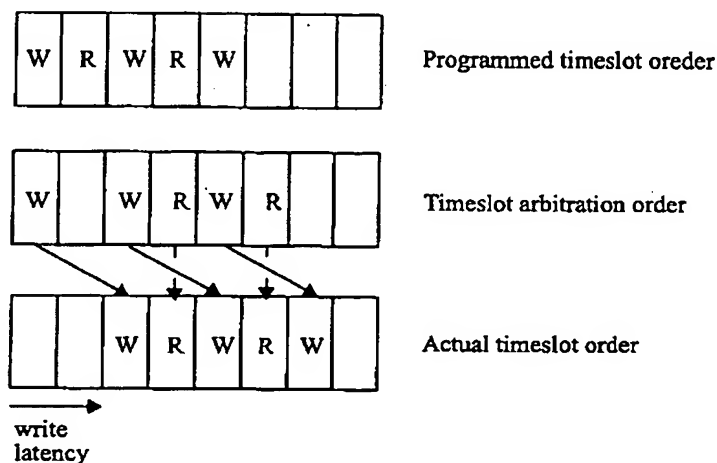 W R W R W Programmed timeslot oreder
W W R W R Timeslot arbitration order
W R W R W Actual timeslot order
write
latency